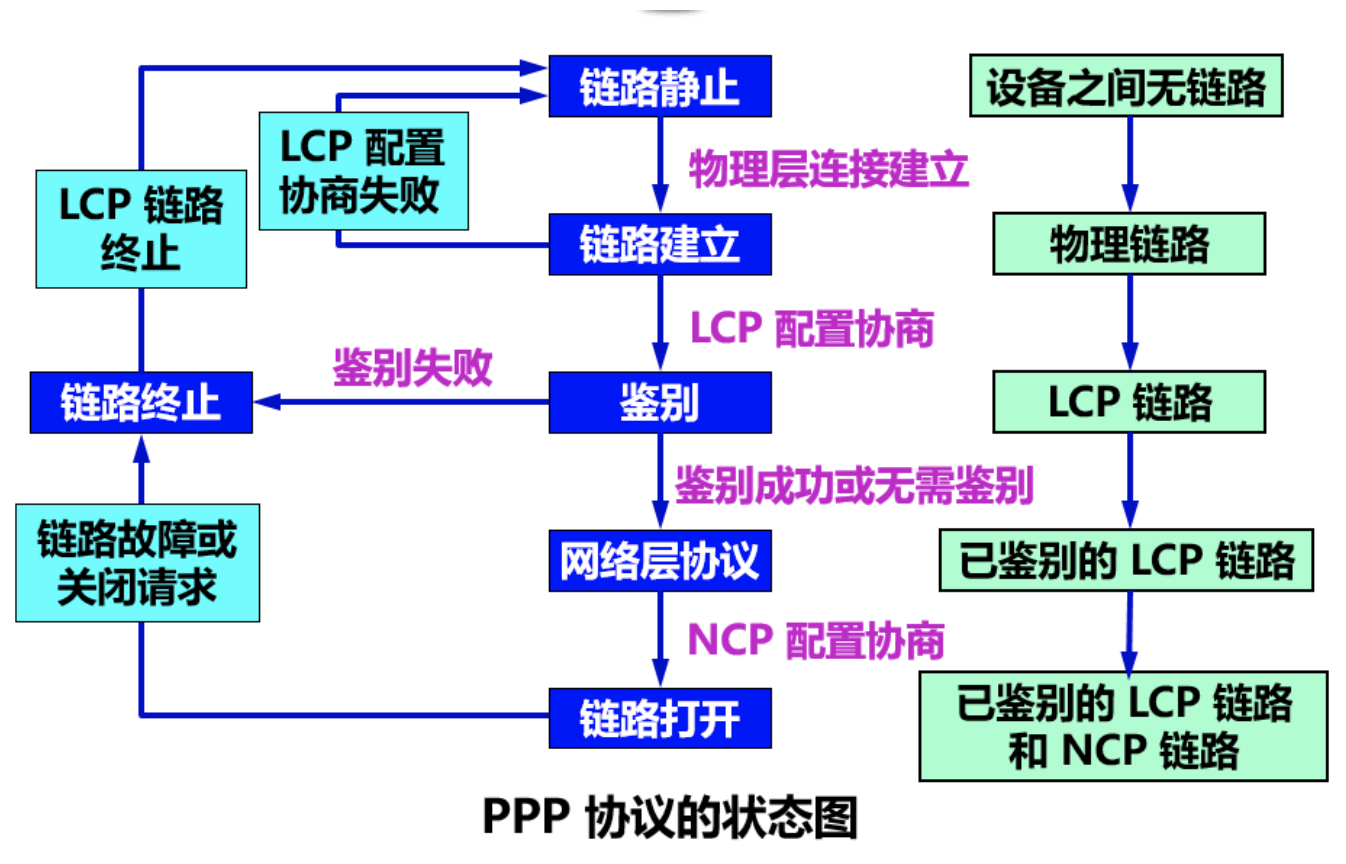 链路静止
设备之间无链路
LCP 配置
协商失败
物理层连接建立
LCP 链路
终止
链路建立
物理链路
LCP 配置协商
鉴别失败
链路终止
鉴别
LCP 链路
鉴别成功或无需鉴别
链路故障或
关闭请求
网络层协议
已鉴别的 LCP 链路
NCP 配置协商
链路打开
已鉴别的 LCP 链路
和 NCP 链路
PPP 协议的状态图